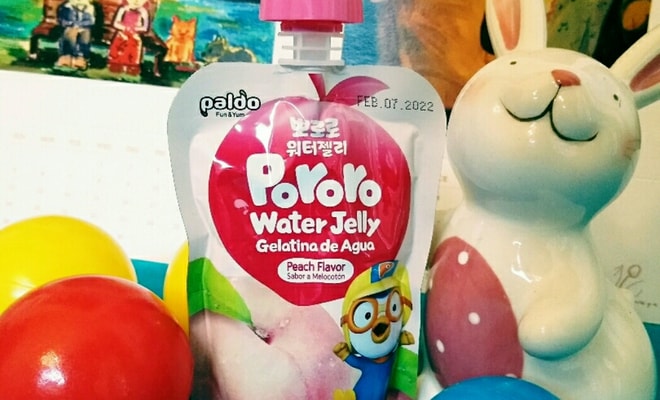 paldo
Fun & Yum
FEB.07.2022
뽀로로
워터젤리
Pororo
Water Jelly
Gelatina de Agua
Peach Flavor
Sabor a Melocotón